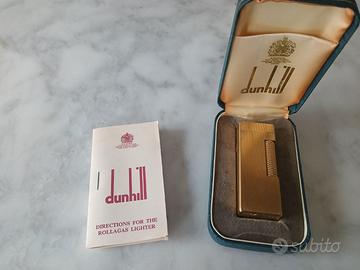 dunhill
dunhill
DIRECTIONS FOR THE
ROLLAGAS LIGHTER
subito